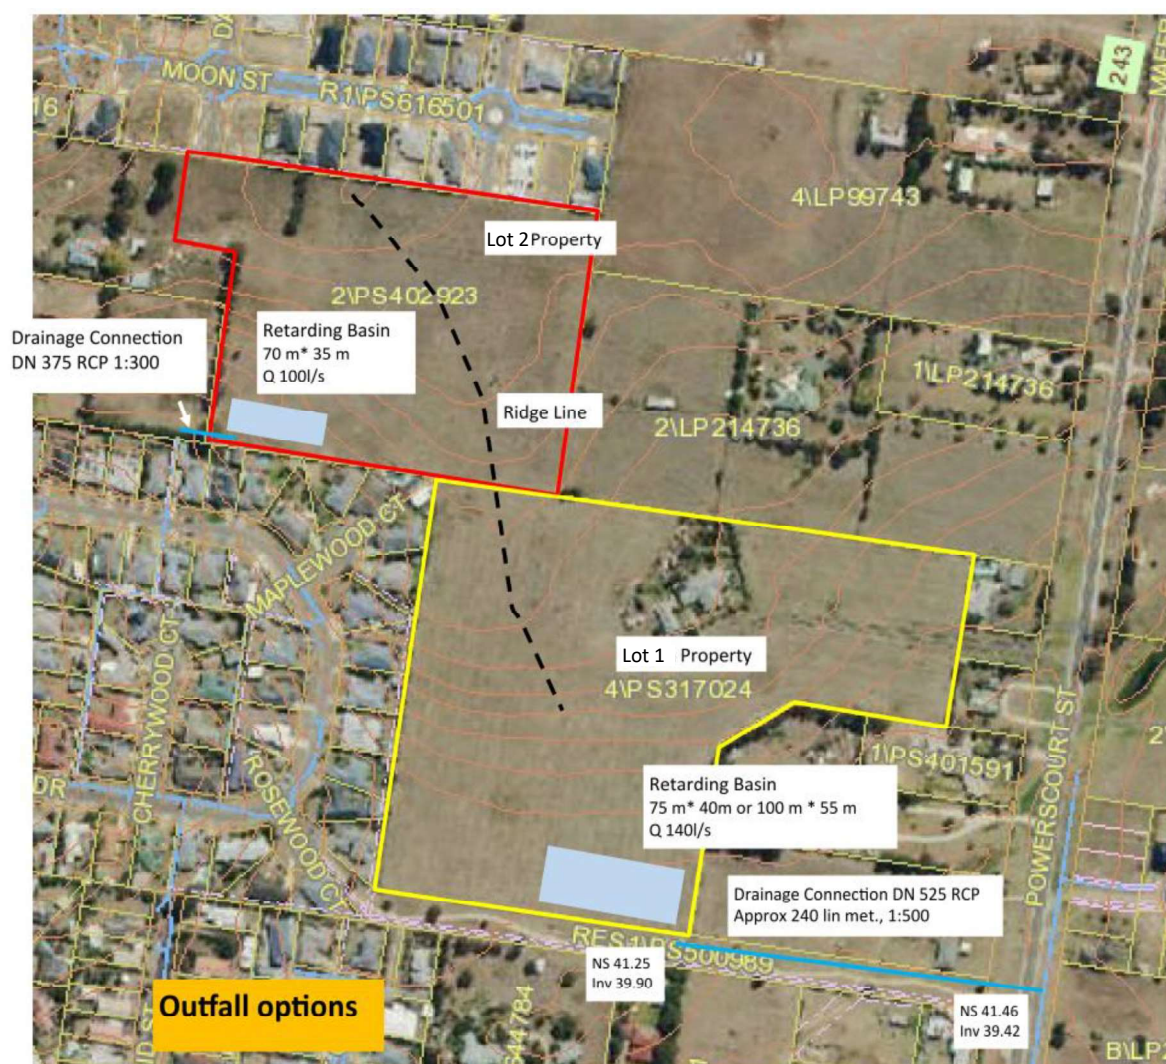 MOON ST
R1\PS616501
16
243
4\LP99743
Lot 2 Property
2\PS402923
Drainage Connection
DN 375 RCP 1:300
Retarding Basin
70 m* 35 m
Q 100l/s
Ridge Line
1\LP214736
2\LP214736
MAPLEWOOD CT
CHERRYWOOD CT
Lot 1 Property
4\PS317024
1\PS401591
DR
ROSEWOOD CT
Retarding Basin
75 m* 40m or 100 m * 55 m
Q 140l/s
POWERSCOURT ST
Drainage Connection DN 525 RCP
Approx 240 lin met., 1:500
RES1\PS500989
NS 41.25
Inv 39.90
Outfall options
NS 41.46
Inv 39.42
2
B\LP